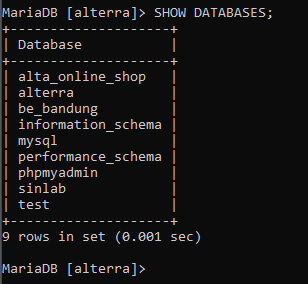 MariaDB [alterra]> SHOW DATABASES;
+--------------------+
| Database           |
+--------------------+
| alta_online_shop   |
| alterra            |
| be_bandung         |
| information_schema |
| mysql              |
| performance_schema |
| phpmyadmin         |
| sinlab             |
| test               |
+--------------------+
9 rows in set (0.001 sec)

MariaDB [alterra]>